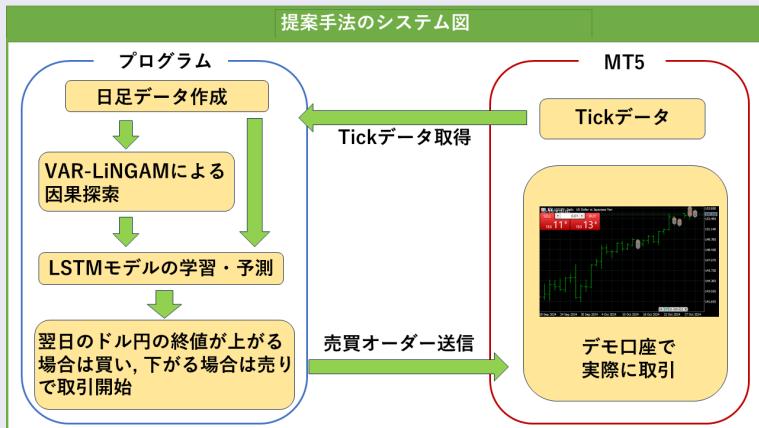 提案手法のシステム図
プログラム
日足データ作成
VAR-LiNGAMによる
因果探索
LSTMモデルの学習・予測
翌日のドル円の終値が上がる
場合は買い, 下がる場合は売り
で取引開始
Tickデータ取得
売買オーダー送信
MT5
Tickデータ
デモ口座で
実際に取引